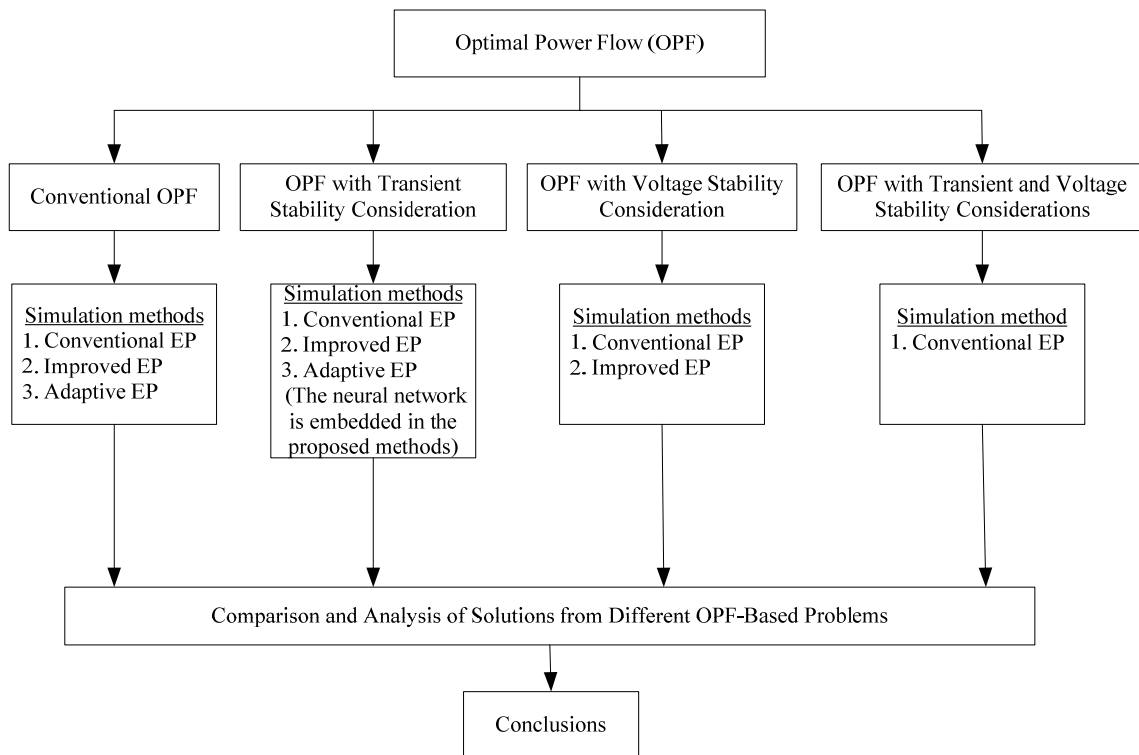 Optimal Power Flow (OPF)
Conventional OPF
OPF with Transient
Stability Consideration
OPF with Voltage Stability
Consideration
OPF with Transient and Voltage
Stability Considerations
Simulation methods
1. Conventional EP
2. Improved EP
3. Adaptive EP
Simulation methods
1. Conventional EP
2. Improved EP
3. Adaptive EP
(The neural network
is embedded in the
proposed methods)
Simulation methods
1. Conventional EP
2. Improved EP
Simulation method
1. Conventional EP
Comparison and Analysis of Solutions from Different OPF-Based Problems
Conclusions